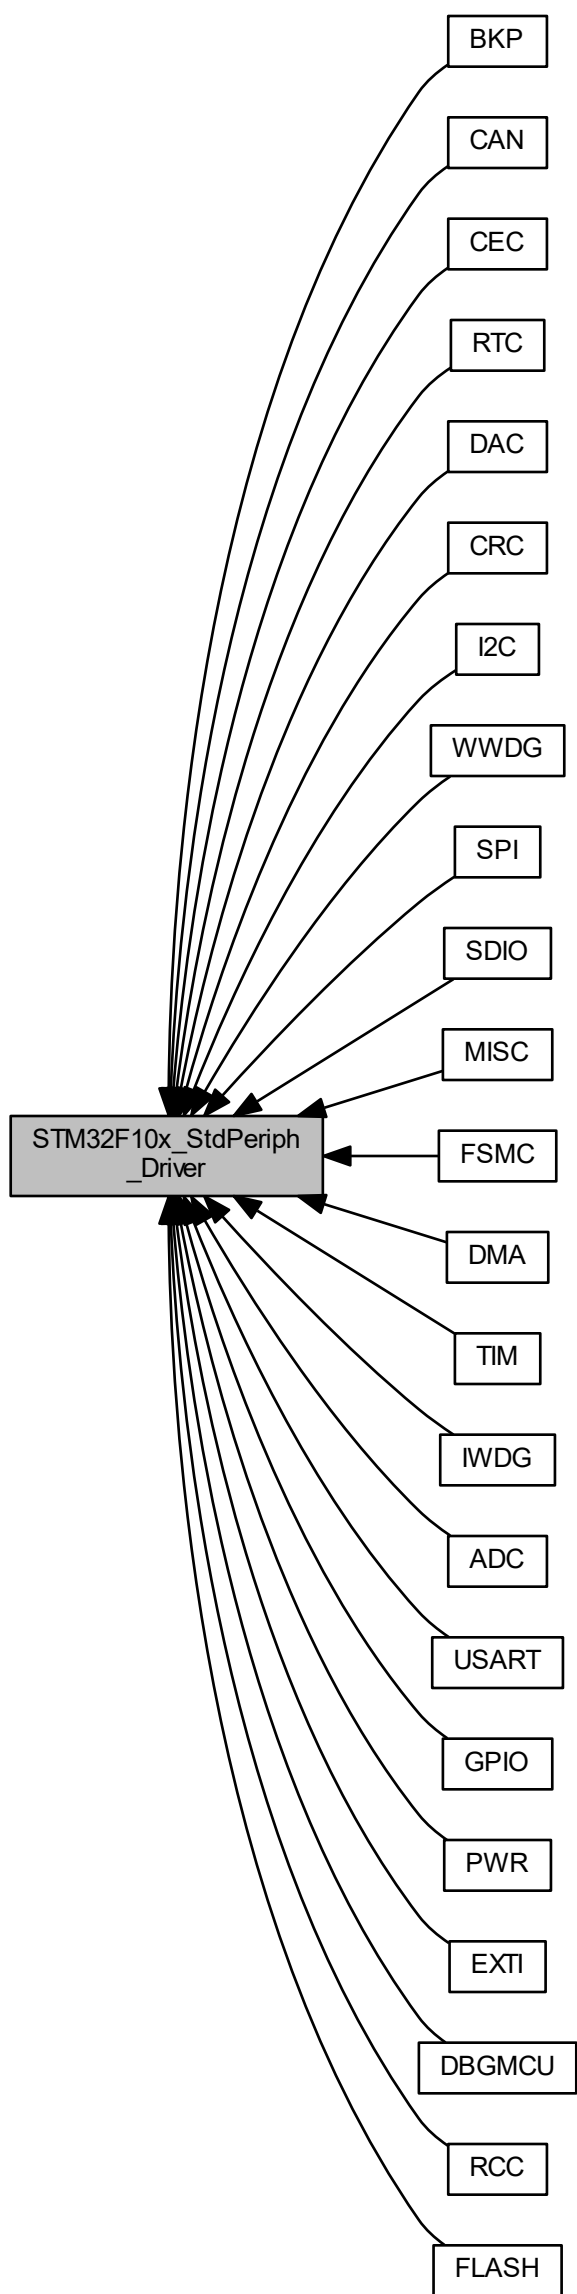 BKP
CAN
CEC
RTC
DAC
CRC
I2C
WWDG
SPI
SDIO
MISC
STM32F10x_StdPeriph
_Driver
FSMC
DMA
TIM
IWDG
ADC
USART
GPIO
PWR
EXTI
DBGMCU
RCC
FLASH